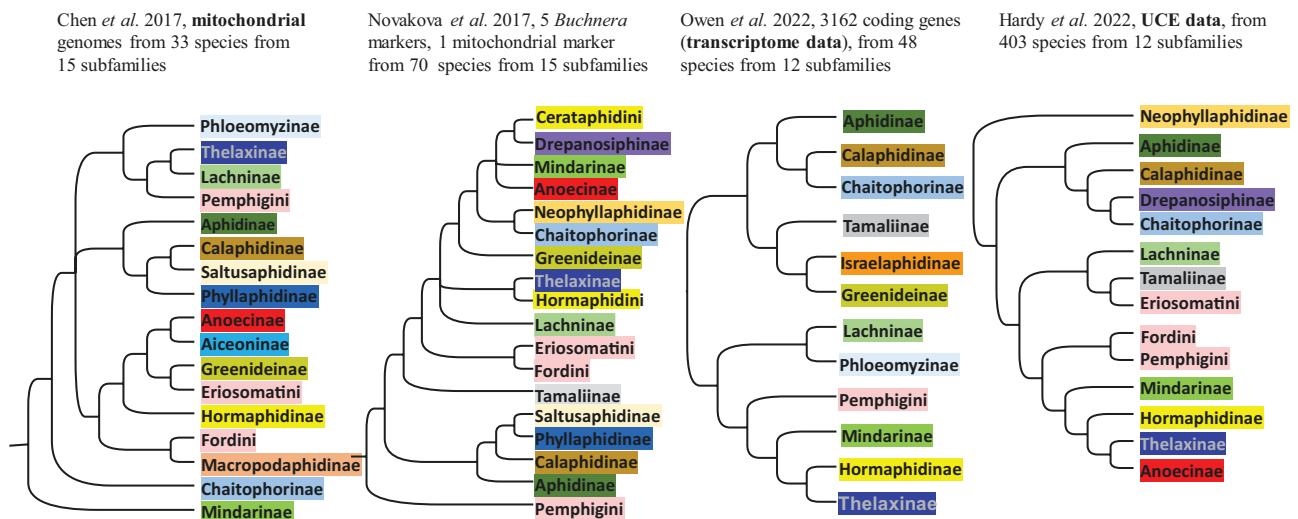 Chen et al. 2017, mitochondrial
genomes from 33 species from
15 subfamilies
Phloeomyzinae
Thelaxinae
Lachninae
Pemphigini
Aphidinae
Calaphidinae
Saltusaphidinae
Phyllaphidinae
Anoecinae
Aiceoninae
Greenideinae
Eriosomatini
Hormaphidinae
Fordini
Macropodaphidinae
Chaitophorinae
Mindarinae
Novakova et al. 2017, 5 Buchnera
markers, 1 mitochondrial marker
from 70 species from 15 subfamilies
Cerataphidini
Drepanosiphinae
Mindarinae
Anoecinae
Neophyllaphidinae
Chaitophorinae
Greenideinae
Thelaxinae
Hormaphidini
Lachninae
Eriosomatini
Fordini
Tamaliinae
Saltusaphidinae
Phyllaphidinae
Calaphidinae
Aphidinae
Pemphigini
Owen et al. 2022, 3162 coding genes
(transcriptome data), from 48
species from 12 subfamilies
Aphidinae
Calaphidinae
Chaitophorinae
Tamaliinae
Israelaphidinae
Greenideinae
Lachninae
Phloeomyzinae
Pemphigini
Mindarinae
Hormaphidinae
Thelaxinae
Hardy et al. 2022, UCE data, from
403 species from 12 subfamilies
Neophyllaphidinae
Aphidinae
Calaphidinae
Drepanosiphinae
Chaitophorinae
Lachninae
Tamaliinae
Eriosomatini
Fordini
Pemphigini
Mindarinae
Hormaphidinae
Thelaxinae
Anoecinae